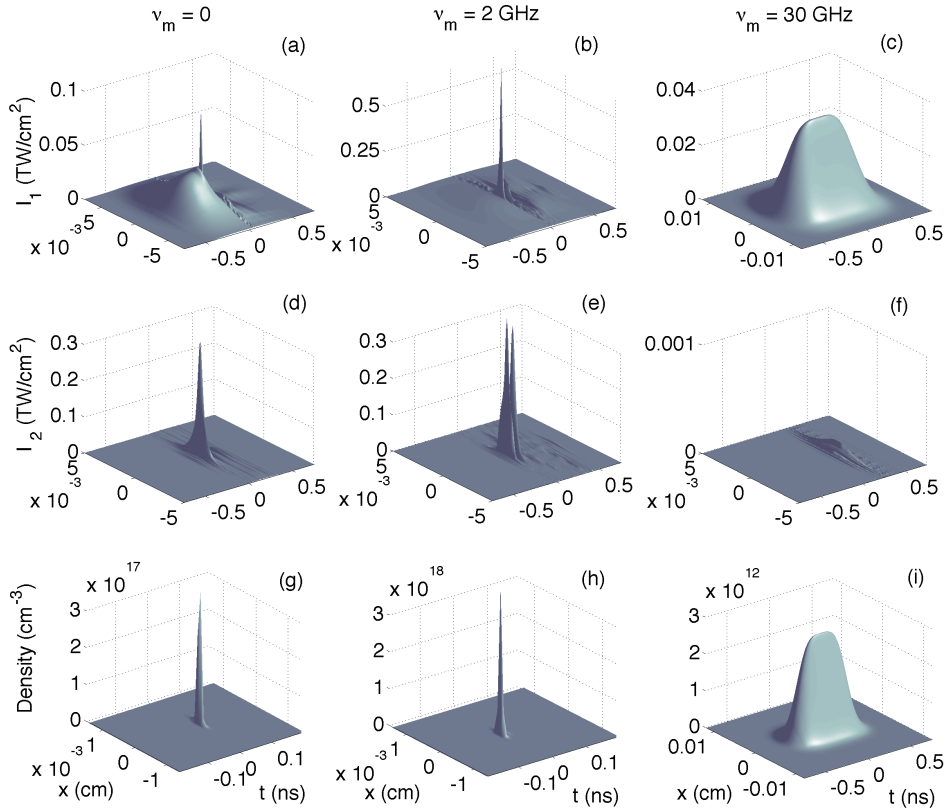 ν_m = 0
ν_m = 2 GHz
ν_m = 30 GHz
(a)
0.1
0.05
0
5
x 10^-3
0
-5
-0.5
0
0.5
I_1 (TW/cm^2)
(b)
0.5
0.25
0
5
x 10^-3
0
-5
-0.5
0
0.5
(c)
0.04
0.02
0
0.01
0
-0.01
-0.5
0
0.5
(d)
0.3
0.2
0.1
0
5
x 10^-3
0
-5
-0.5
0
0.5
I_2 (TW/cm^2)
(e)
0.3
0.2
0.1
0
5
x 10^-3
0
-5
-0.5
0
0.5
(f)
0.001
0
5
x 10^-3
0
-5
-0.5
0
0.5
(g)
x 10^17
3
2
1
0
1
x 10^-3
0
-1
-0.1
0
0.1
Density (cm^-3)
x (cm)
t (ns)
(h)
x 10^18
3
2
1
0
1
x 10^-3
0
-1
-0.1
0
0.1
x (cm)
t (ns)
(i)
x 10^12
3
2
1
0
0.01
0
-0.01
-0.5
0
0.5
x (cm)
t (ns)